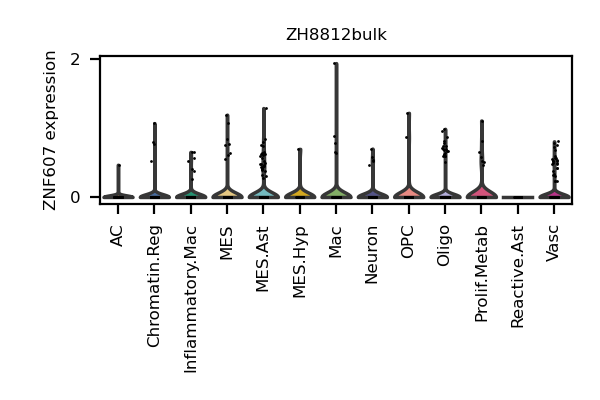 ZH8812bulk
ZNF607 expression
2
0
AC
Chromatin.Reg
Inflammatory.Mac
MES
MES.Ast
MES.Hyp
Mac
Neuron
OPC
Oligo
Prolif.Metab
Reactive.Ast
Vasc